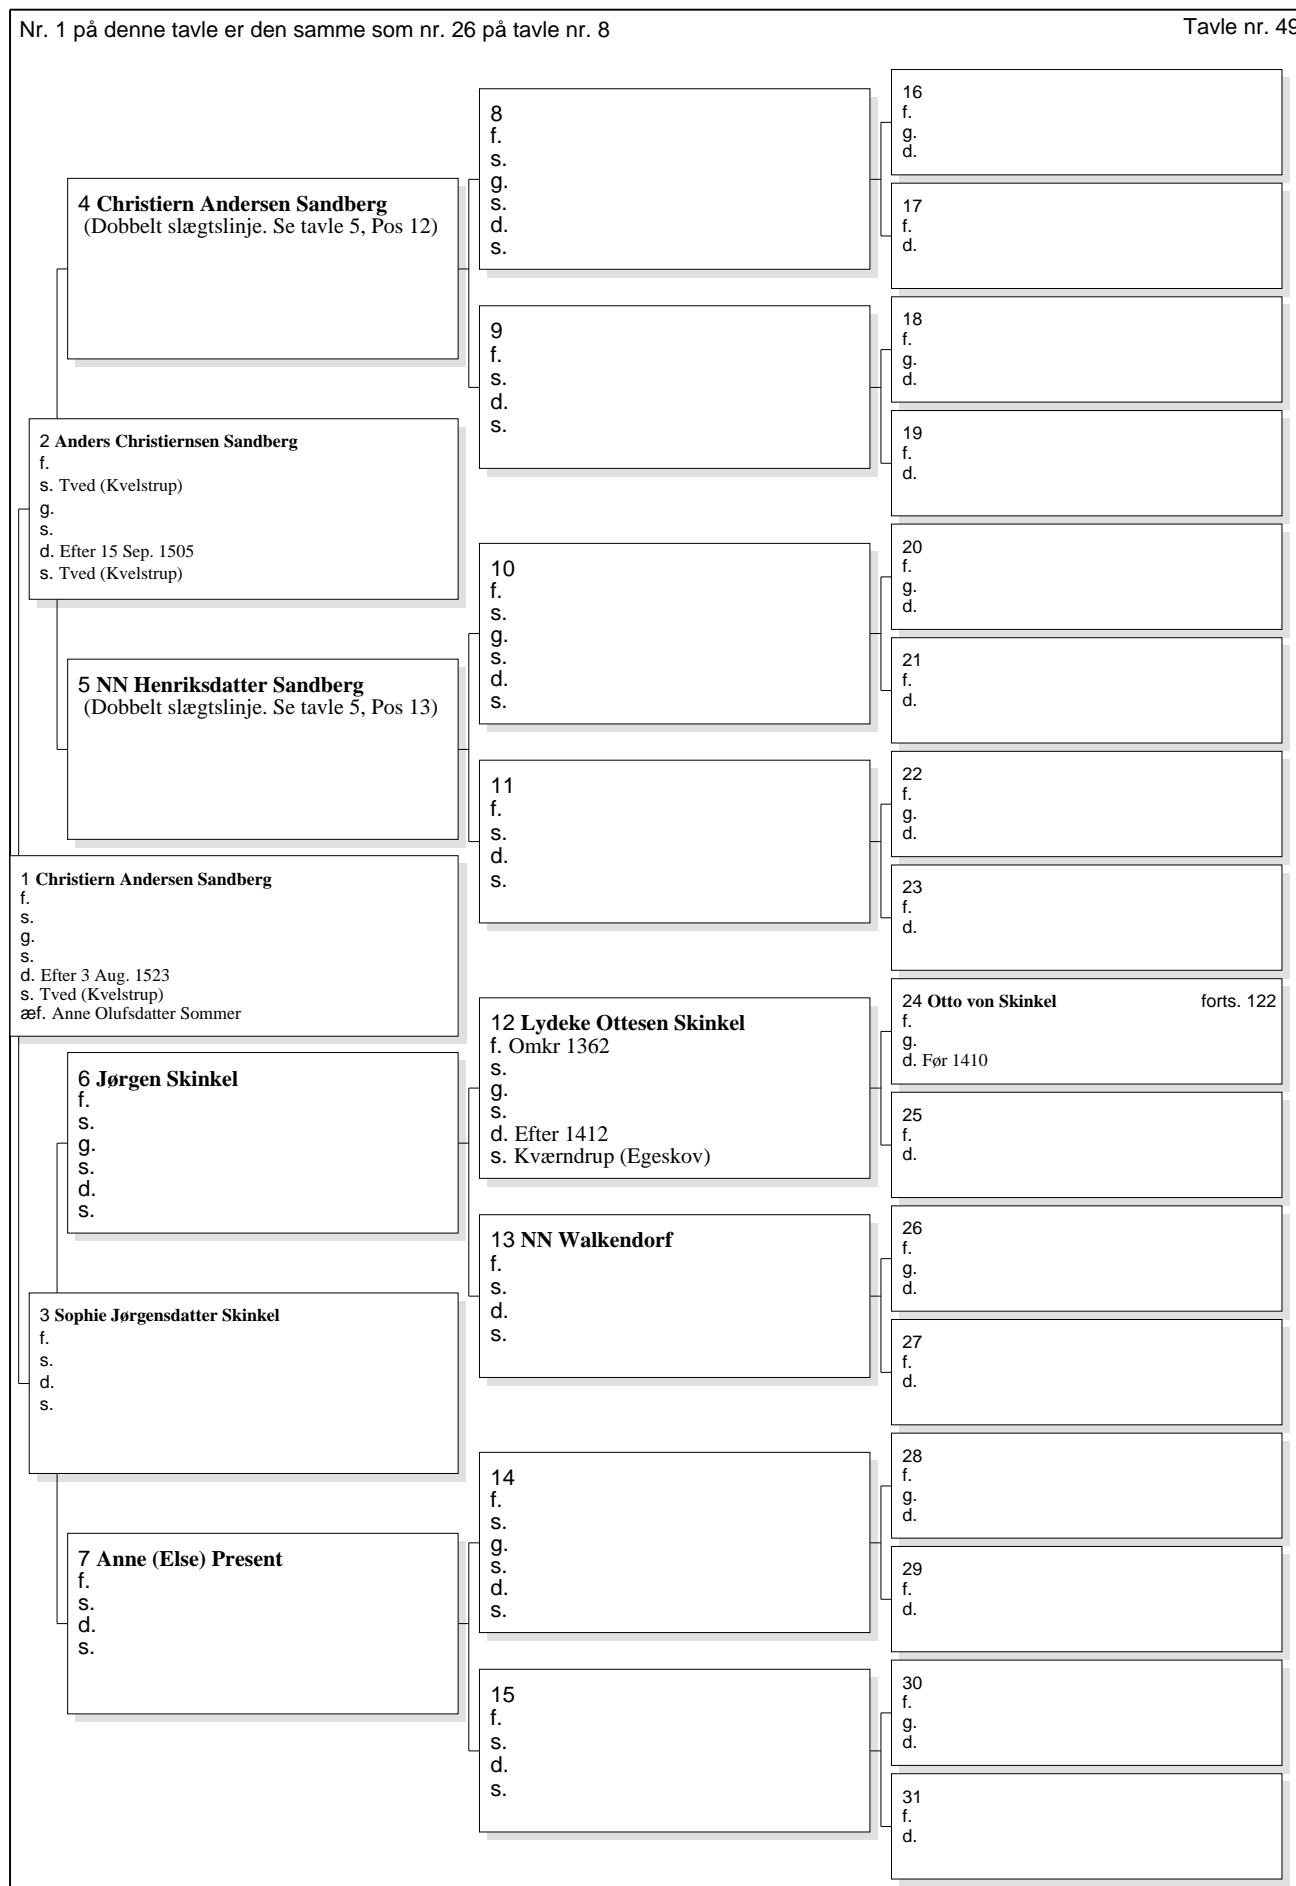 Nr. 1 på denne tavle er den samme som nr. 26 på tavle nr. 8
Tavle nr. 49
16
f.
g.
d.
8
f.
s.
g.
s.
d.
s.
4 Christiern Andersen Sandberg
(Dobbelt slægtslinje. Se tavle 5, Pos 12)
17
f.
d.
18
f.
g.
d.
9
f.
s.
d.
s.
19
f.
d.
2 Anders Christiernsen Sandberg
f.
s. Tved (Kvelstrup)
g.
s.
d. Efter 15 Sep. 1505
s. Tved (Kvelstrup)
20
f.
g.
d.
10
f.
s.
g.
s.
d.
s.
21
f.
d.
5 NN Henriksdatter Sandberg
(Dobbelt slægtslinje. Se tavle 5, Pos 13)
22
f.
g.
d.
11
f.
s.
d.
s.
23
f.
d.
1 Christiern Andersen Sandberg
f.
s.
g.
s.
d. Efter 3 Aug. 1523
s. Tved (Kvelstrup)
æf. Anne Olufsdatter Sommer
24 Otto von Skinkel forts. 122
f.
g.
d. Før 1410
12 Lydeke Ottesen Skinkel
f. Omkr 1362
s.
g.
s.
d. Efter 1412
s. Kværndrup (Egeskov)
6 Jørgen Skinkel
f.
s.
g.
s.
d.
s.
25
f.
d.
26
f.
g.
d.
13 NN Walkendorf
f.
s.
d.
s.
3 Sophie Jørgensdatter Skinkel
f.
s.
d.
s.
27
f.
d.
28
f.
g.
d.
14
f.
s.
g.
s.
d.
s.
7 Anne (Else) Present
f.
s.
d.
s.
29
f.
d.
30
f.
g.
d.
15
f.
s.
d.
s.
31
f.
d.